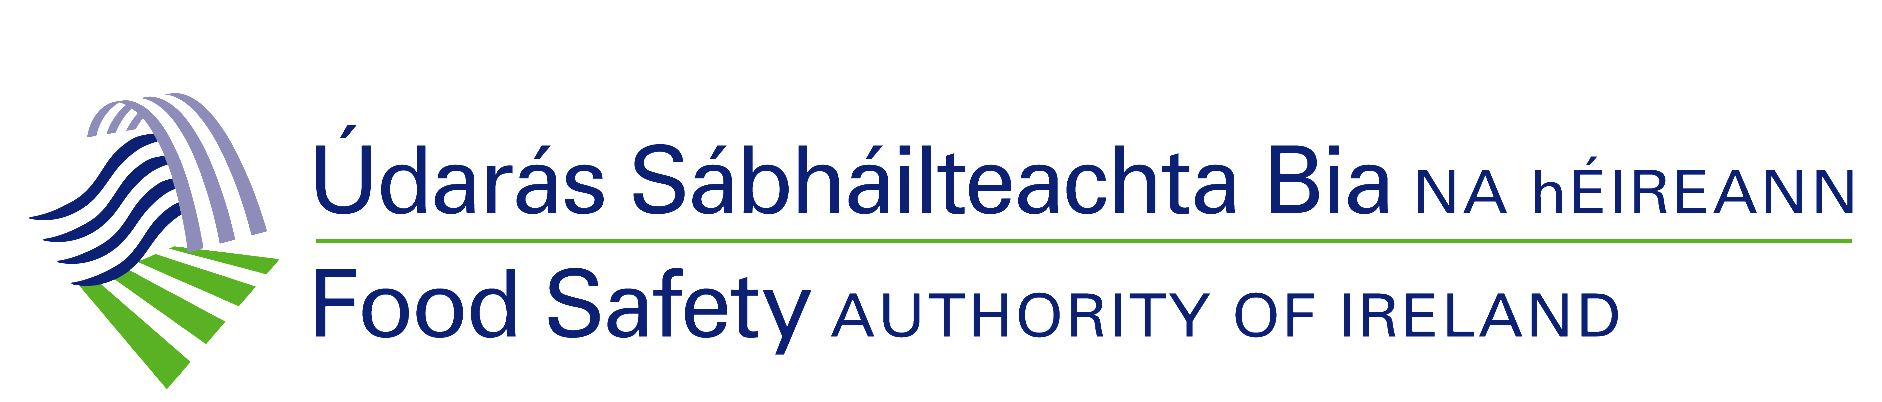 Údarás Sábháilteachta Bia NA hÉIREANN
Food Safety AUTHORITY OF IRELAND